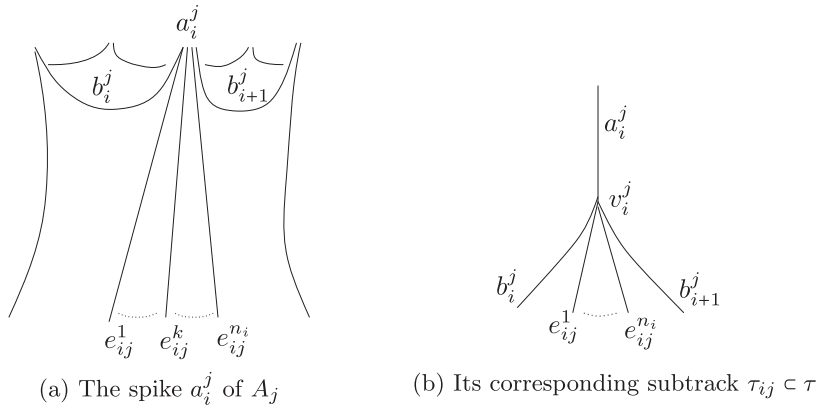 a_i^j
b_i^j
b_{i+1}^j
e_{ij}^1 e_{ij}^k e_{ij}^{n_i}
(a) The spike a_i^j of A_j
a_i^j
v_i^j
b_i^j
b_{i+1}^j
e_{ij}^1
e_{ij}^{n_i}
(b) Its corresponding subtrack τ_{ij} ⊂ τ